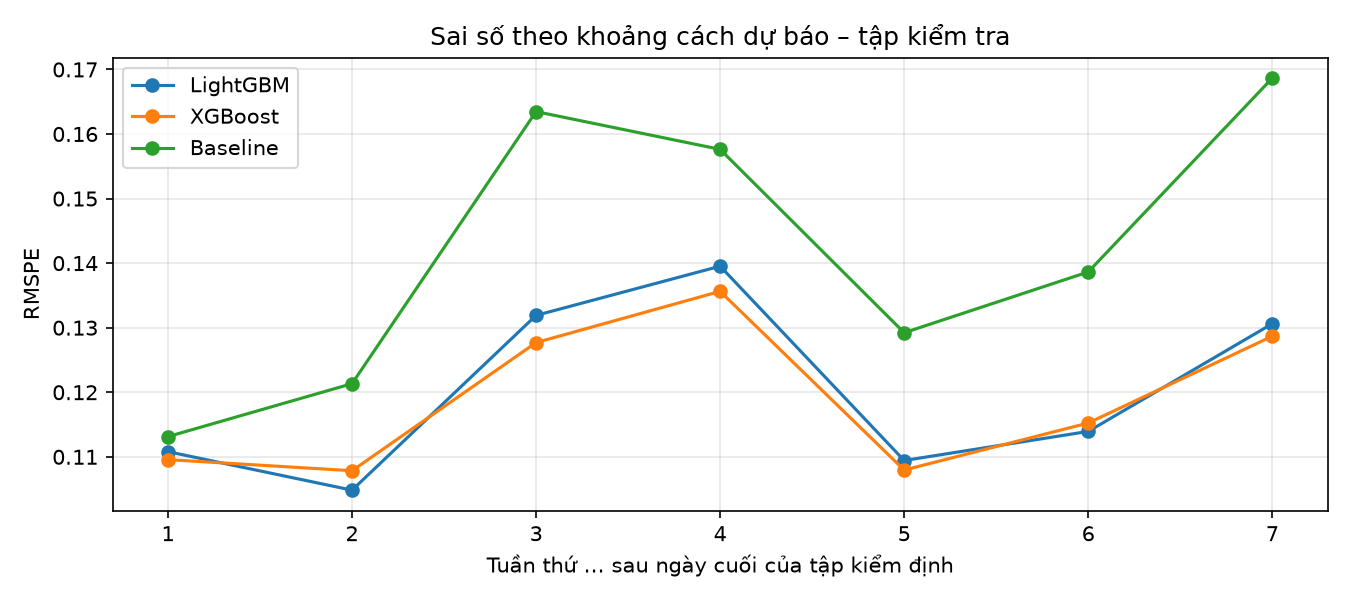 Sai số theo khoảng cách dự báo – tập kiểm tra
LightGBM
XGBoost
Baseline
RMSPE
0.17
0.16
0.15
0.14
0.13
0.12
0.11
1 2 3 4 5 6 7
Tuần thứ ... sau ngày cuối của tập kiểm định